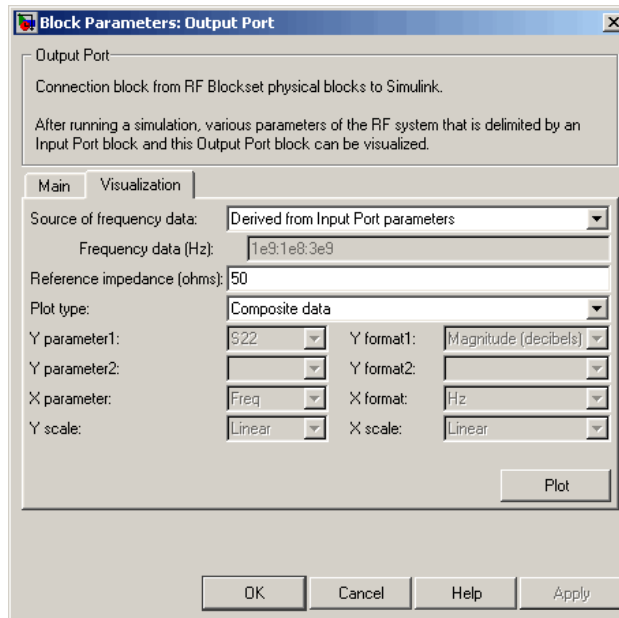 Block Parameters: Output Port
Output Port
Connection block from RF Blockset physical blocks to Simulink.
After running a simulation, various parameters of the RF system that is delimited by an
Input Port block and this Output Port block can be visualized.
Main Visualization
Source of frequency data: Derived from Input Port parameters
Frequency data (Hz): 1e9:1e8:3e9
Reference impedance (ohms): 50
Plot type: Composite data
Y parameter1: S22 Y format1: Magnitude (decibels)
Y parameter2: Y format2:
X parameter: Freq X format: Hz
Y scale: Linear X scale: Linear
Plot
OK Cancel Help Apply